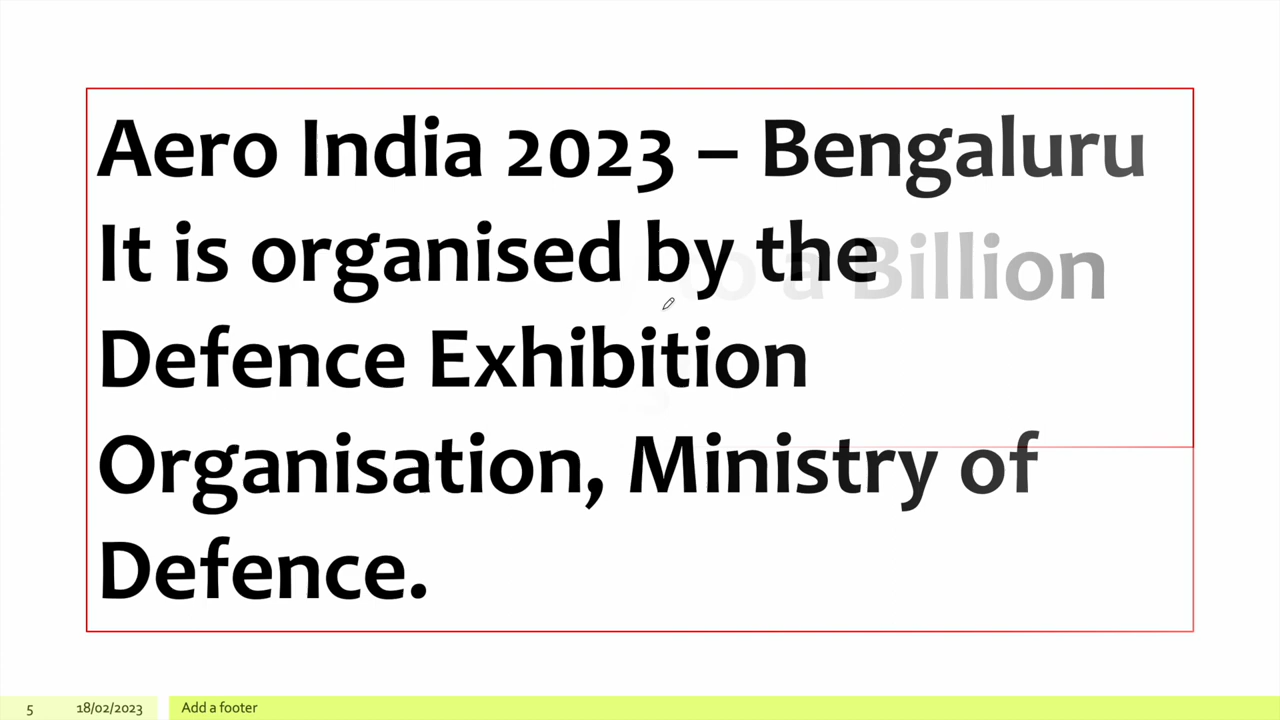 Aero India 2023 – Bengaluru
It is organised by the
to a Billion
Defence Exhibition
Organisation, Ministry of
Defence.
5 18/02/2023 Add a footer